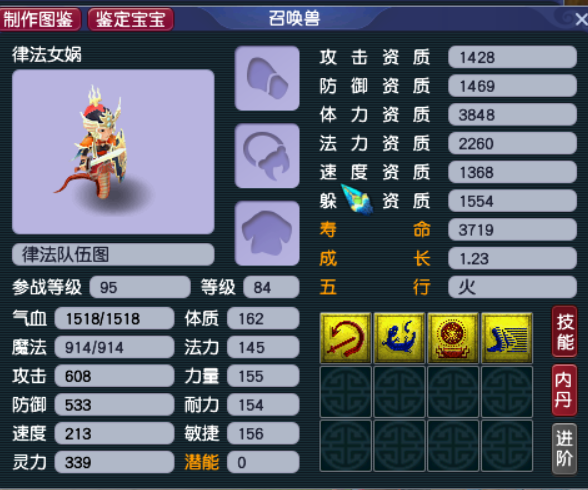 制作图鉴 鉴定宝宝 召唤兽
律法女娲
律法队伍图
参战等级 95 等级 84
气血 1518/1518 体质 162
魔法 914/914 法力 145
攻击 608 力量 155
防御 533 耐力 154
速度 213 敏捷 156
灵力 339 潜能 0
攻击资质 1428
防御资质 1469
体力资质 3848
法力资质 2260
速度资质 1368
躲 资质 1554
寿命 3719
成长 1.23
五行 火
技能
内丹
进阶